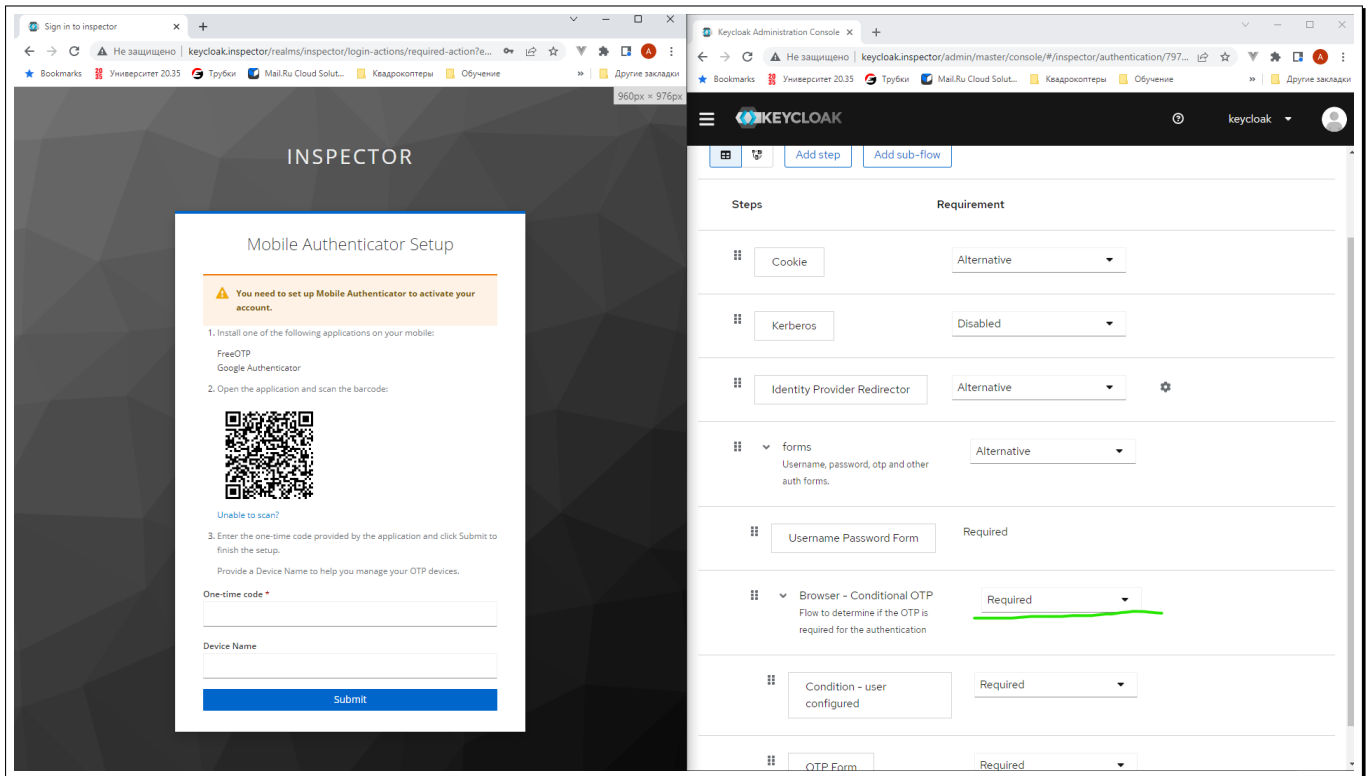 Sign in to inspector
Не защищено
keycloak.inspector/realms/inspector/login-actions/required-action?e...
A
Bookmarks
Университет 20.35
Трубки
Mail.Ru Cloud Solut...
Квадрокоптеры
Обучение
»
Другие закладки
960px × 976px
INSPECTOR
Mobile Authenticator Setup
You need to set up Mobile Authenticator to activate your
account.
1. Install one of the following applications on your mobile:
FreeOTP
Google Authenticator
2. Open the application and scan the barcode:
Unable to scan?
3. Enter the one-time code provided by the application and click Submit to
finish the setup.
Provide a Device Name to help you manage your OTP devices.
One-time code *
Device Name
Submit
Keycloak Administration Console
Не защищено
keycloak.inspector/admin/master/console/#/inspector/authentication/797...
A
Bookmarks
Университет 20.35
Трубки
Mail.Ru Cloud Solut...
Квадрокоптеры
Обучение
»
Другие закладки
KEYCLOAK
keycloak
Add step
Add sub-flow
Steps
Requirement
Cookie
Alternative
Kerberos
Disabled
Identity Provider Redirector
Alternative
forms
Alternative
Username, password, otp and other
auth forms.
Username Password Form
Required
Browser - Conditional OTP
Required
Flow to determine if the OTP is
required for the authentication
Condition - user
configured
Required
OTP Form
Required